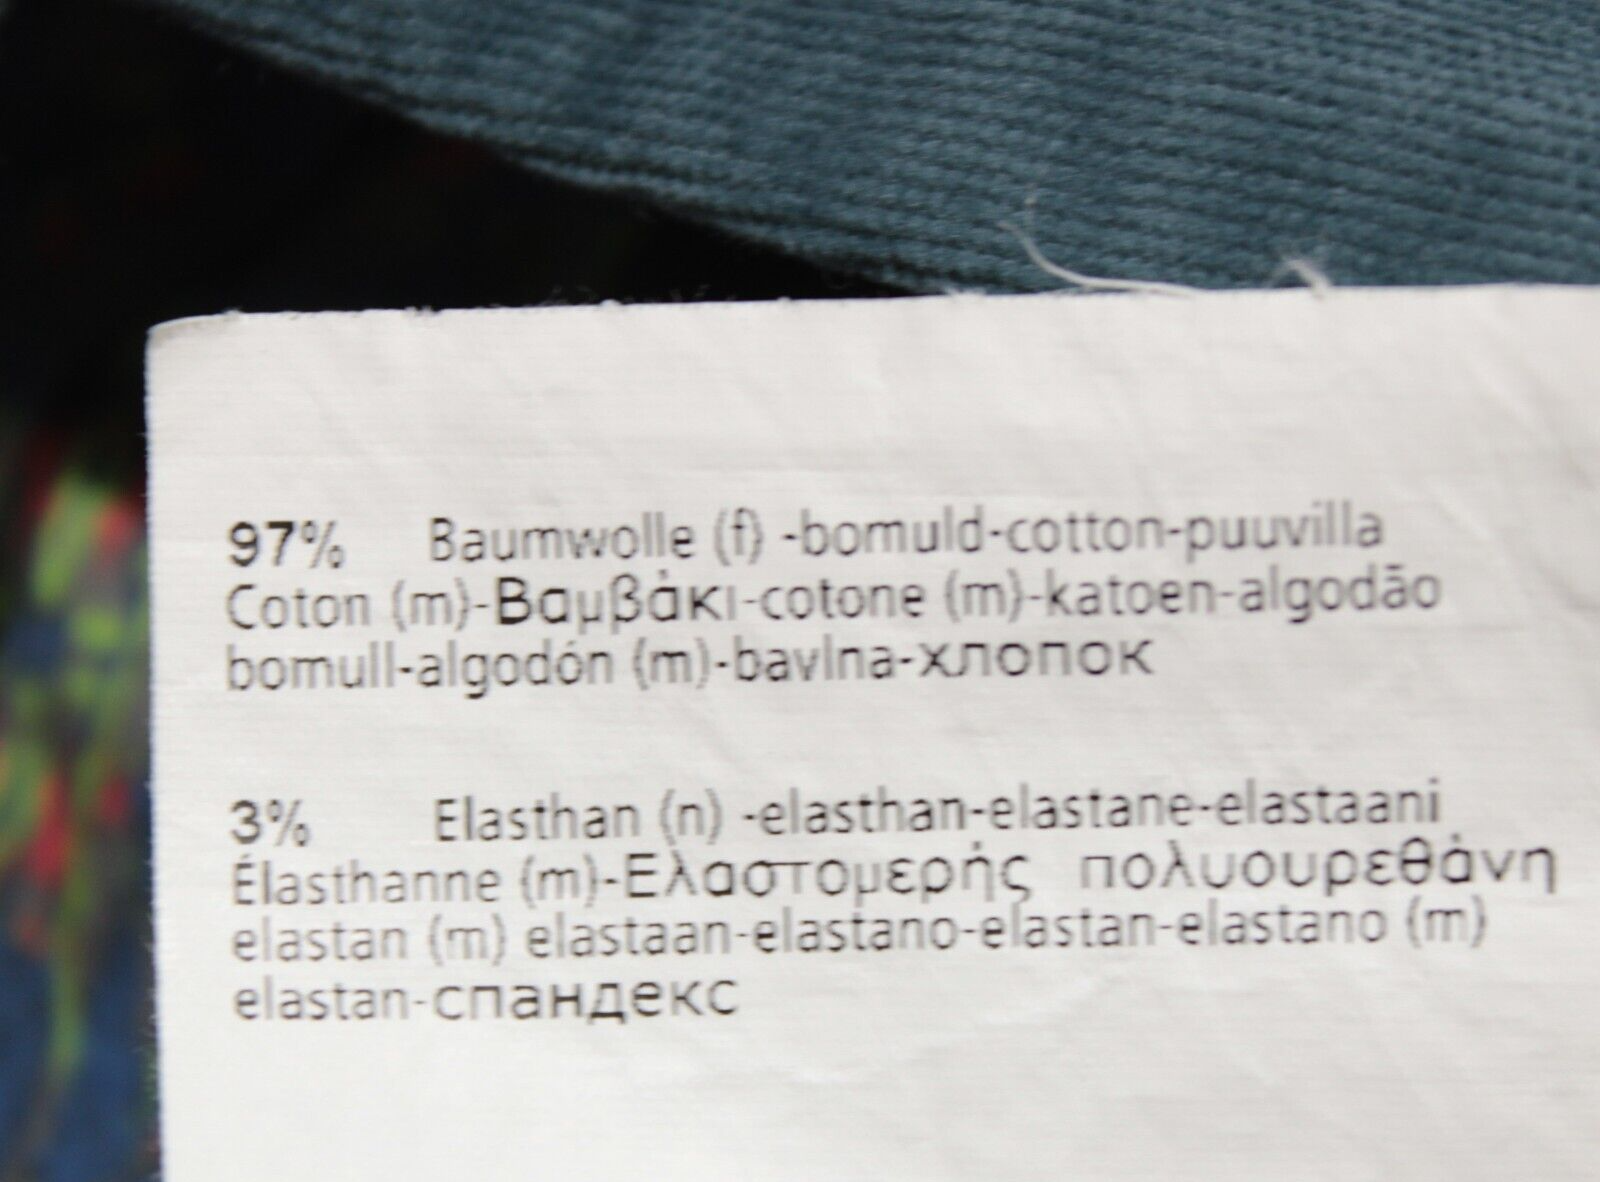 97% Baumwolle (f) -bomuld-cotton-puuvilla
Coton (m)-Βαμβάκι-cotone (m)-katoen-algodão
bomull-algodón (m)-bavlna-хлопок
3% Elasthan (n) -elasthan-elastane-elastaani
Élasthanne (m)-Ελαστομερής πολυουρεθάνη
elastan (m) elastaan-elastano-elastan-elastano (m)
elastan-спандекс